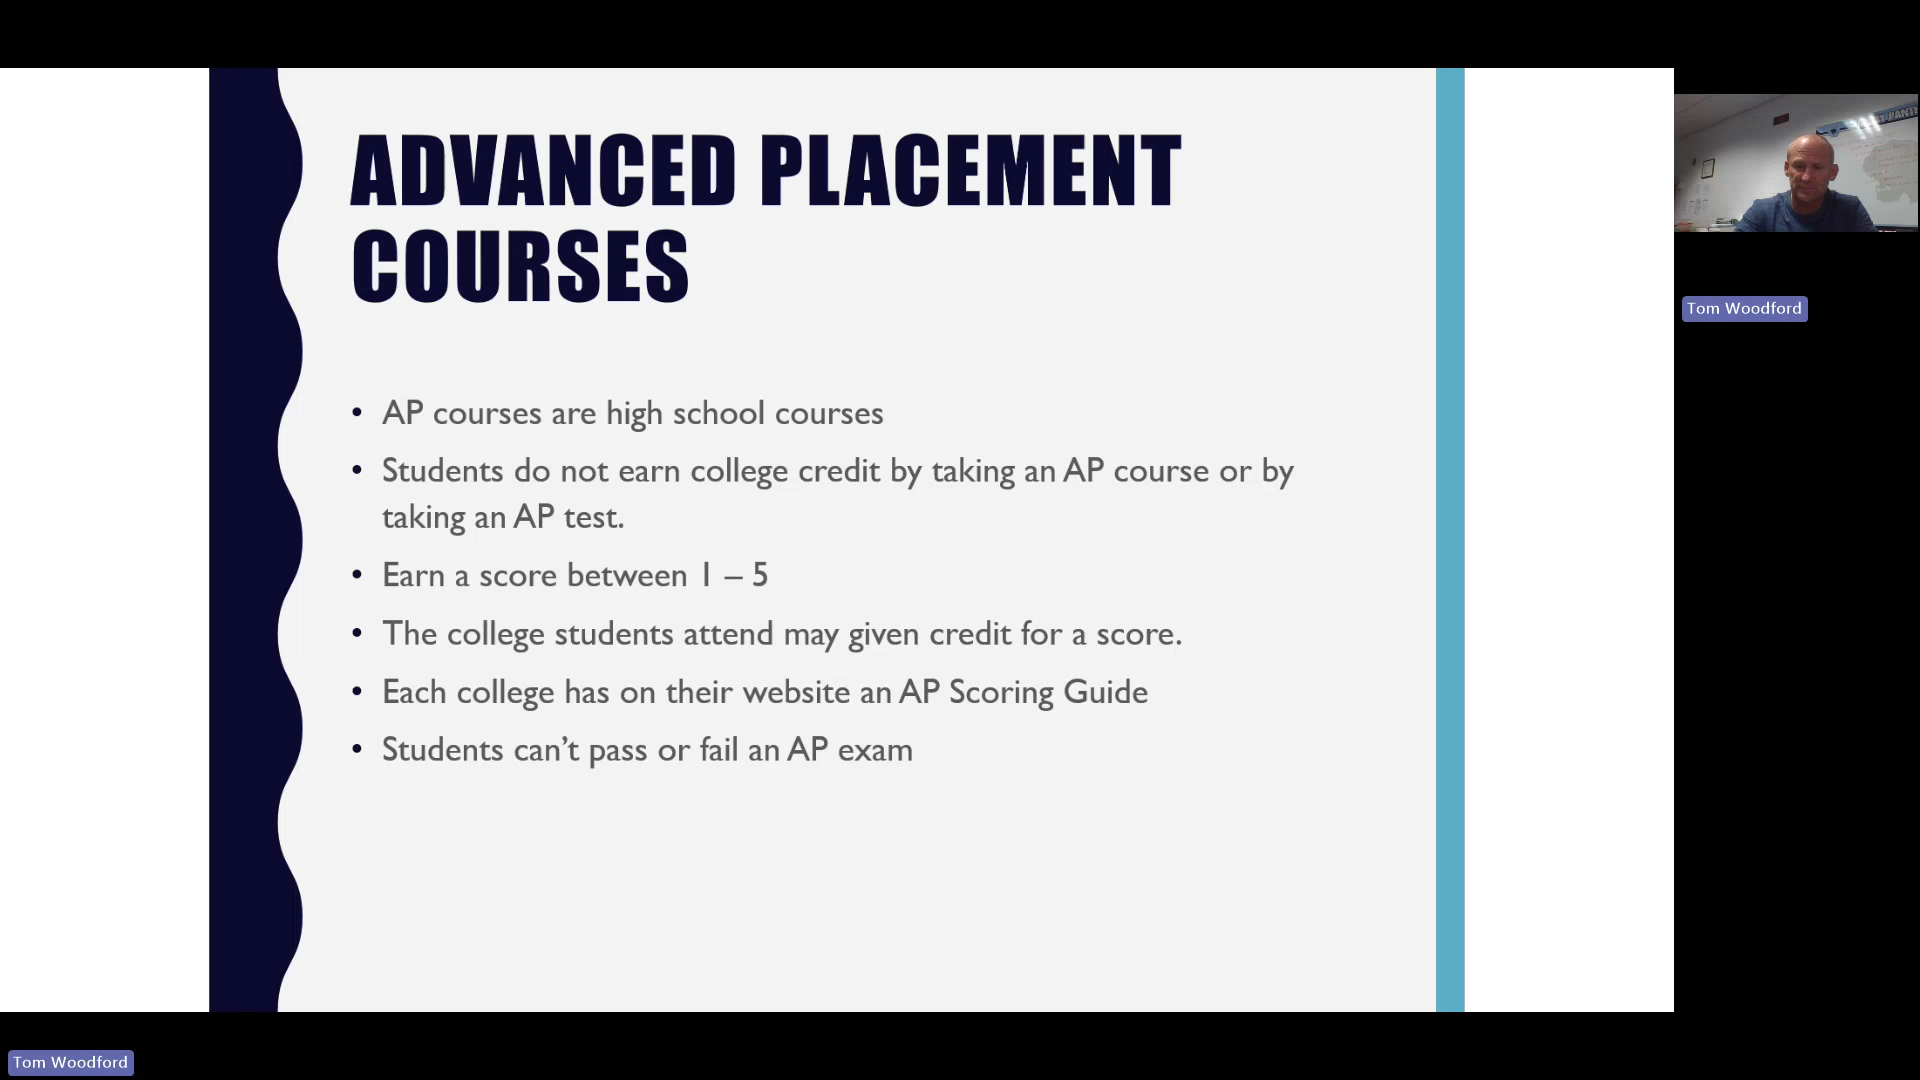 ADVANCED PLACEMENT
COURSES
• AP courses are high school courses
• Students do not earn college credit by taking an AP course or by
taking an AP test.
• Earn a score between 1 – 5
• The college students attend may given credit for a score.
• Each college has on their website an AP Scoring Guide
• Students can’t pass or fail an AP exam
Tom Woodford
Tom Woodford